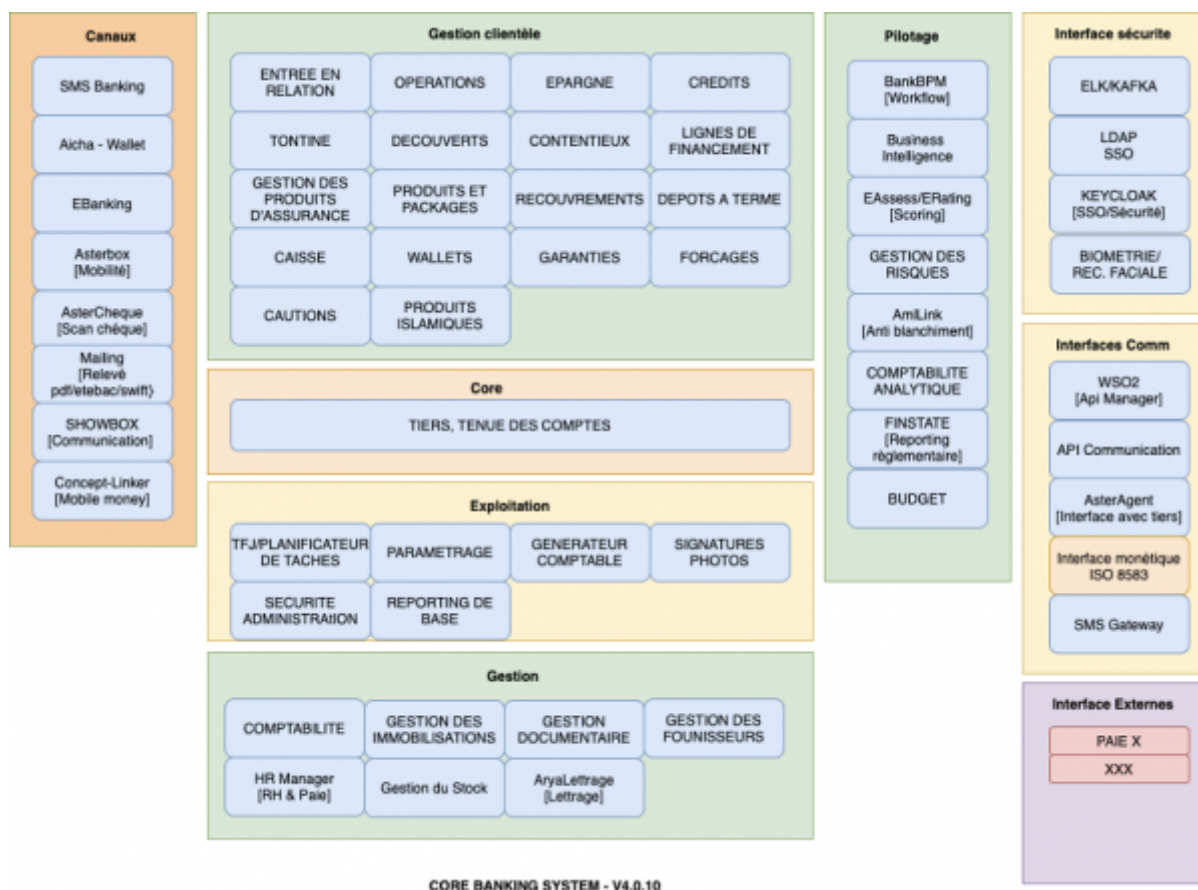 Canaux
SMS Banking
Aicha - Wallet
EBanking
Asterbox
[Mobilité]
AsterCheque
[Scan chéque]
Mailing
[Relevé
pdf/etebac/swift}
SHOWBOX
[Communication]
Concept-Linker
[Mobile money]
Gestion clientèle
ENTREE EN
RELATION
OPERATIONS
EPARGNE
CREDITS
TONTINE
DECOUVERTS
CONTENTIEUX
LIGNES DE
FINANCEMENT
GESTION DES
PRODUITS
D'ASSURANCE
PRODUITS ET
PACKAGES
RECOUVREMENTS
DEPOTS A TERME
CAISSE
WALLETS
GARANTIES
FORCAGES
CAUTIONS
PRODUITS
ISLAMIQUES
Core
TIERS, TENUE DES COMPTES
Exploitation
TFJ/PLANIFICATEUR
DE TACHES
PARAMETRAGE
GENERATEUR
COMPTABLE
SIGNATURES
PHOTOS
SECURITE
ADMINISTRAtION
REPORTING DE
BASE
Gestion
COMPTABILITE
GESTION DES
IMMOBILISATIONS
GESTION
DOCUMENTAIRE
GESTION DES
FOUNISSEURS
HR Manager
[RH & Paie]
Gestion du Stock
AryaLettrage
[Lettrage]
Pilotage
BankBPM
[Workflow]
Business
Intelligence
EAssess/ERating
[Scoring]
GESTION DES
RISQUES
AmlLink
[Anti blanchiment]
COMPTABILITE
ANALYTIQUE
FINSTATE
[Reporting
règlementaire]
BUDGET
Interface sécurite
ELK/KAFKA
LDAP
SSO
KEYCLOAK
[SSO/Sécurité]
BIOMETRIE/
REC. FACIALE
Interfaces Comm
WSO2
[Api Manager]
API Communication
AsterAgent
[Interface avec tiers]
Interface monétique
ISO 8583
SMS Gateway
Interface Externes
PAIE X
XXX
CORE BANKING SYSTEM - V4.0.10